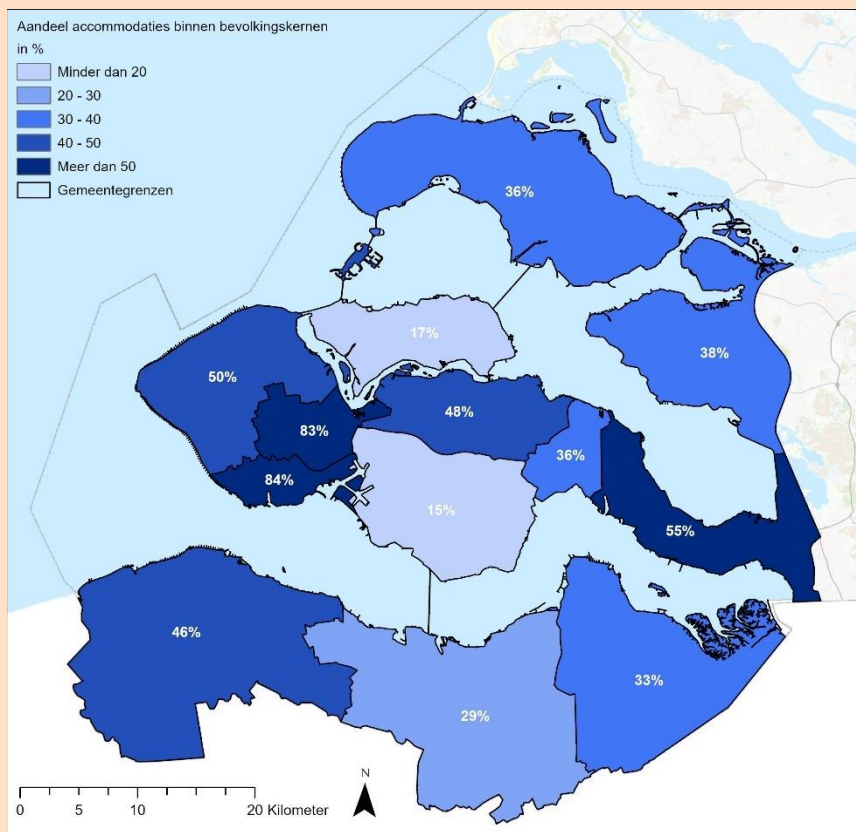 Aandeel accommodaties binnen bevolkingskernen
in %
Minder dan 20
20 - 30
30 - 40
40 - 50
Meer dan 50
Gemeentegrenzen
36%
17%
38%
50%
48%
83%
36%
84%
15%
55%
46%
33%
29%
N
0 5 10 20 Kilometer